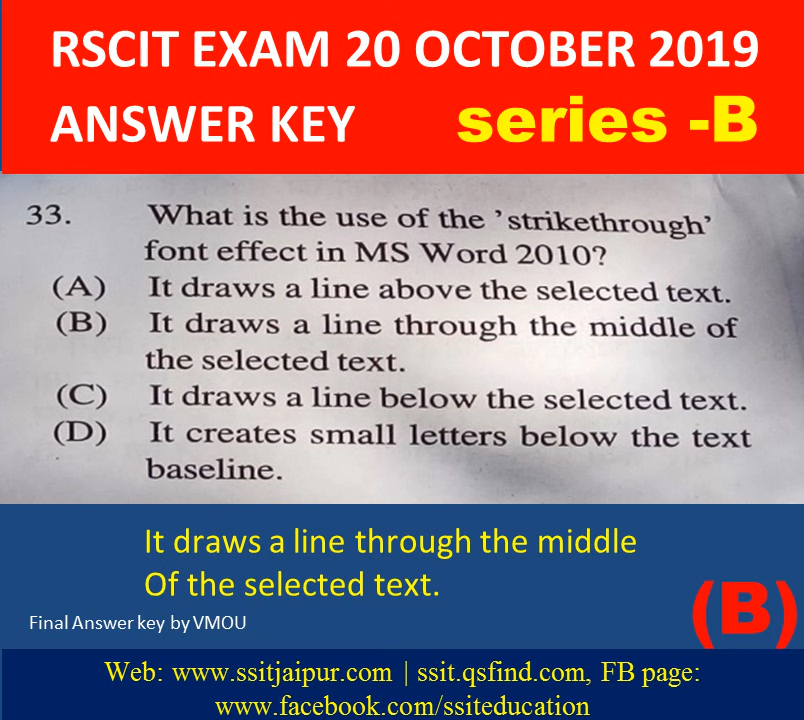 RSCIT EXAM 20 OCTOBER 2019
ANSWER KEY series -B
33. What is the use of the ’strikethrough’
font effect in MS Word 2010?
(A) It draws a line above the selected text.
(B) It draws a line through the middle of
the selected text.
(C) It draws a line below the selected text.
(D) It creates small letters below the text
baseline.
It draws a line through the middle
Of the selected text.
(B)
Final Answer key by VMOU
Web: www.ssitjaipur.com | ssit.qsfind.com, FB page:
www.facebook.com/ssiteducation